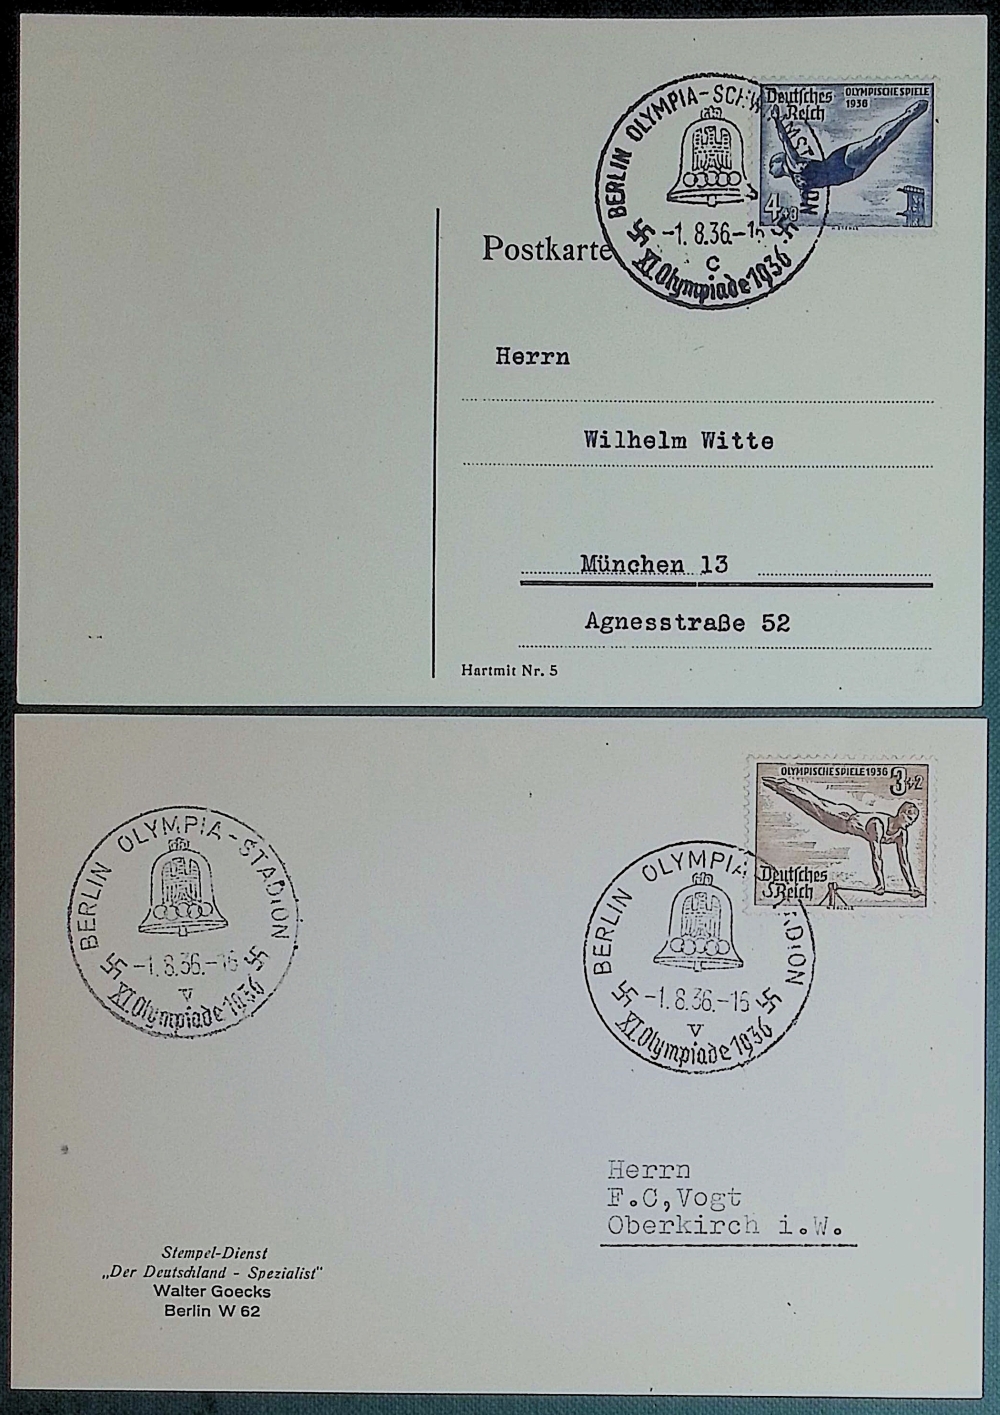 BERLIN OLYMPIA-SCHWIMMSTADION
-1.8.36.-15
C
XI. Olympiade 1936
Deutsches Reich
OLYMPISCHE SPIELE 1936
4+3
Postkarte
Herrn
Wilhelm Witte
München 13
Agnesstraße 52
Hartmit Nr. 5
OLYMPISCHE SPIELE 1936
3+2
Deutsches Reich
BERLIN OLYMPIA-STADION
-1.8.36.-16
V
XI. Olympiade 1936
BERLIN OLYMPIA-STADION
-1.8.36.-16
V
XI. Olympiade 1936
Herrn
F.C,Vogt
Oberkirch i.W.
Stempel-Dienst
„Der Deutschland - Spezialist"
Walter Goecks
Berlin W 62